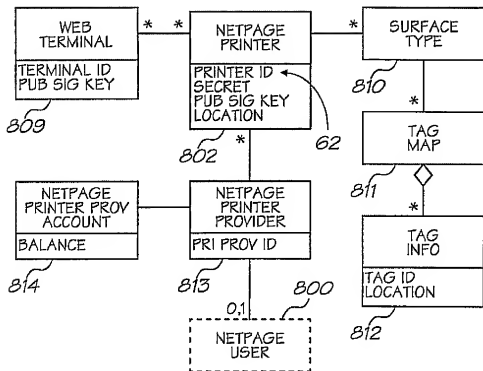 WEB
TERMINAL
TERMINAL ID
PUB SIG KEY
809
*
*
NETPAGE
PRINTER
PRINTER ID
SECRET
PUB SIG KEY
LOCATION
802
62
*
*
SURFACE
TYPE
810
*
TAG
MAP
811
*
TAG
INFO
TAG ID
LOCATION
812
NETPAGE
PRINTER PROV
ACCOUNT
BALANCE
814
NETPAGE
PRINTER
PROVIDER
PRI PROV ID
813
0,1
800
NETPAGE
USER